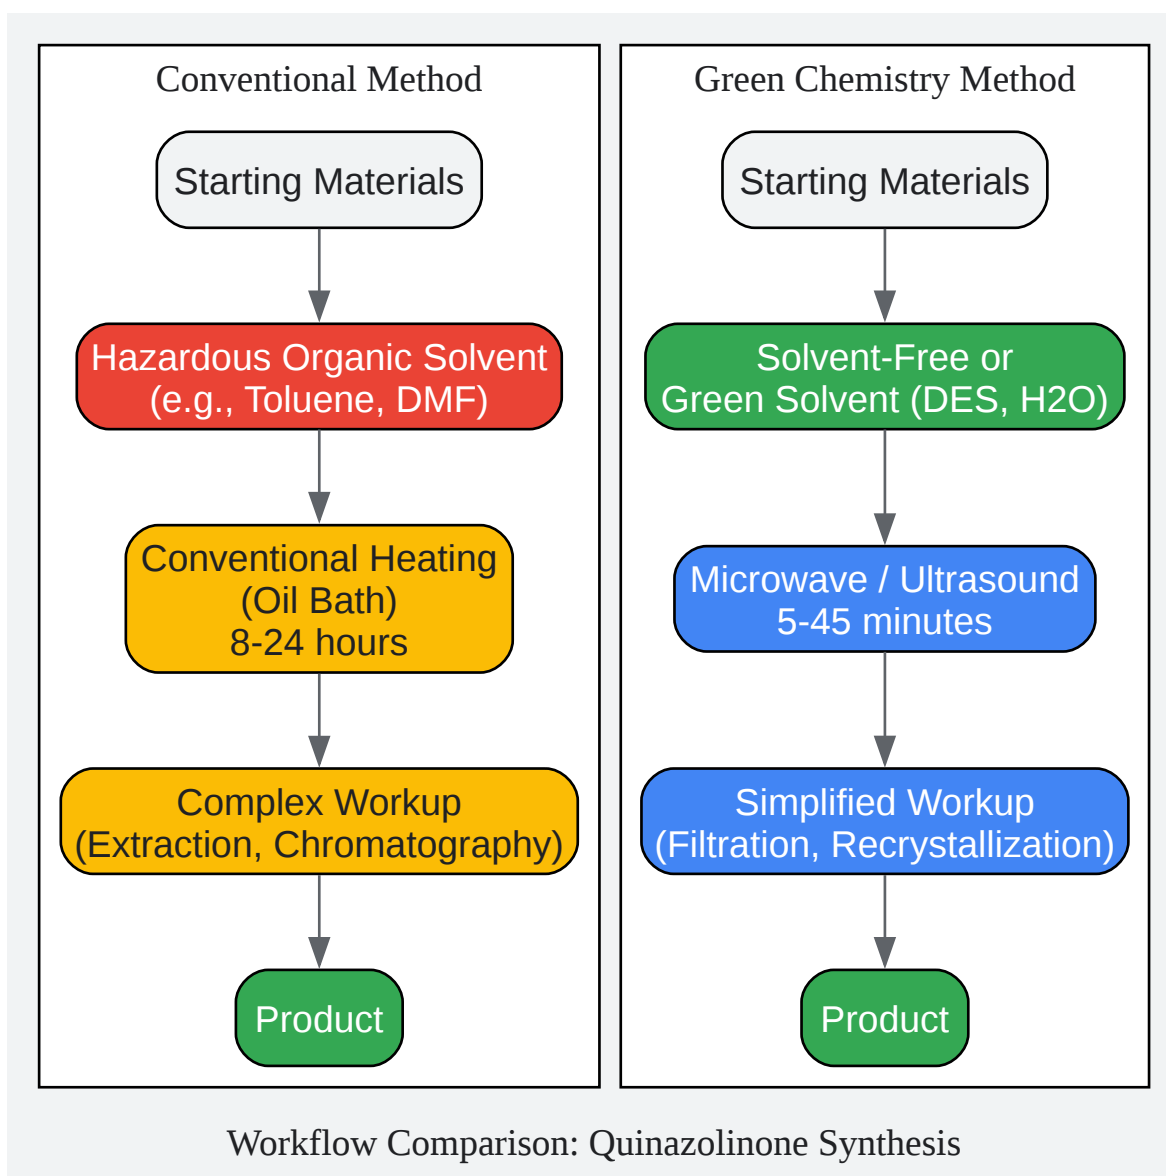 Conventional Method
Starting Materials
Hazardous Organic Solvent
(e.g., Toluene, DMF)
Conventional Heating
(Oil Bath)
8-24 hours
Complex Workup
(Extraction, Chromatography)
Product
Green Chemistry Method
Starting Materials
Solvent-Free or
Green Solvent (DES, H2O)
Microwave / Ultrasound
5-45 minutes
Simplified Workup
(Filtration, Recrystallization)
Product
Workflow Comparison: Quinazolinone Synthesis